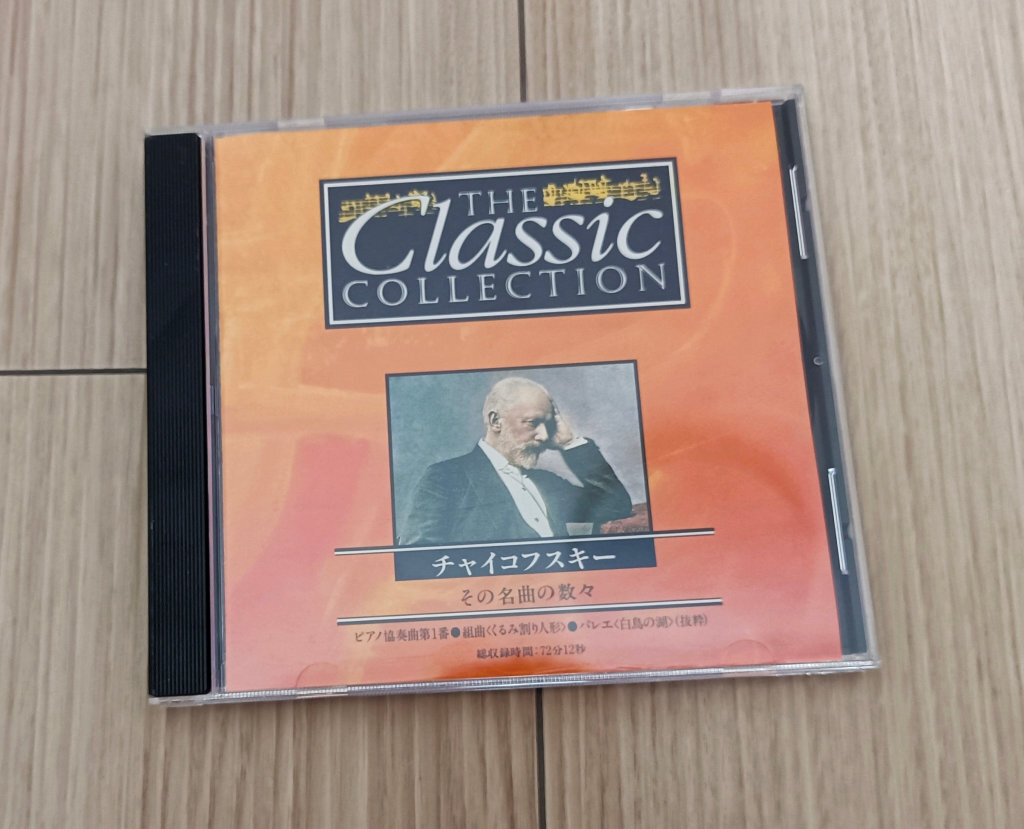 THE
Classic
COLLECTION
チャイコフスキー
その名曲の数々
ピアノ協奏曲第1番●組曲〈くるみ割り人形〉●バレエ〈白鳥の湖〉(抜粋)
総収録時間:72分12秒